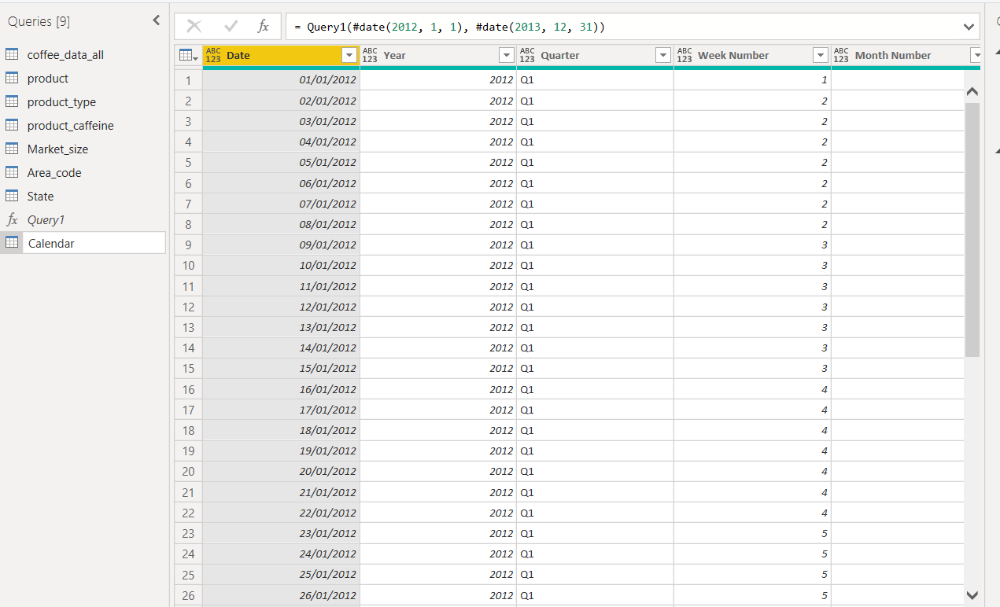 Queries [9]
coffee_data_all
product
product_type
product_caffeine
Market_size
Area_code
State
fx Query1
Calendar
fx
= Query1(#date(2012, 1, 1), #date(2013, 12, 31))
ABC 123 Date ABC 123 Year ABC 123 Quarter ABC 123 Week Number ABC 123 Month Number
1 01/01/2012 2012 Q1 1
2 02/01/2012 2012 Q1 2
3 03/01/2012 2012 Q1 2
4 04/01/2012 2012 Q1 2
5 05/01/2012 2012 Q1 2
6 06/01/2012 2012 Q1 2
7 07/01/2012 2012 Q1 2
8 08/01/2012 2012 Q1 2
9 09/01/2012 2012 Q1 3
10 10/01/2012 2012 Q1 3
11 11/01/2012 2012 Q1 3
12 12/01/2012 2012 Q1 3
13 13/01/2012 2012 Q1 3
14 14/01/2012 2012 Q1 3
15 15/01/2012 2012 Q1 3
16 16/01/2012 2012 Q1 4
17 17/01/2012 2012 Q1 4
18 18/01/2012 2012 Q1 4
19 19/01/2012 2012 Q1 4
20 20/01/2012 2012 Q1 4
21 21/01/2012 2012 Q1 4
22 22/01/2012 2012 Q1 4
23 23/01/2012 2012 Q1 5
24 24/01/2012 2012 Q1 5
25 25/01/2012 2012 Q1 5
26 26/01/2012 2012 Q1 5